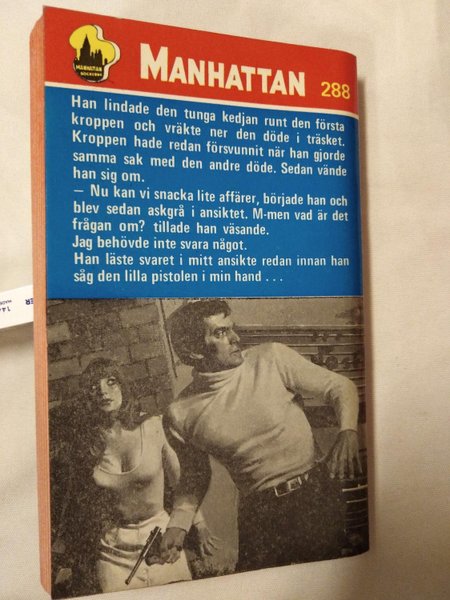 MANHATTAN
BÖCKERNA
MANHATTAN
288
Han lindade den tunga kedjan runt den första
kroppen och vräkte ner den döde i träsket.
Kroppen hade redan försvunnit när han gjorde
samma sak med den andre döde. Sedan vände
han sig om.
— Nu kan vi snacka lite affärer, började han och
blev sedan askgrå i ansiktet. M-men vad är det
frågan om? tillade han väsande.
Jag behövde inte svara något.
Han läste svaret i mitt ansikte redan innan han
såg den lilla pistolen i min hand . . .